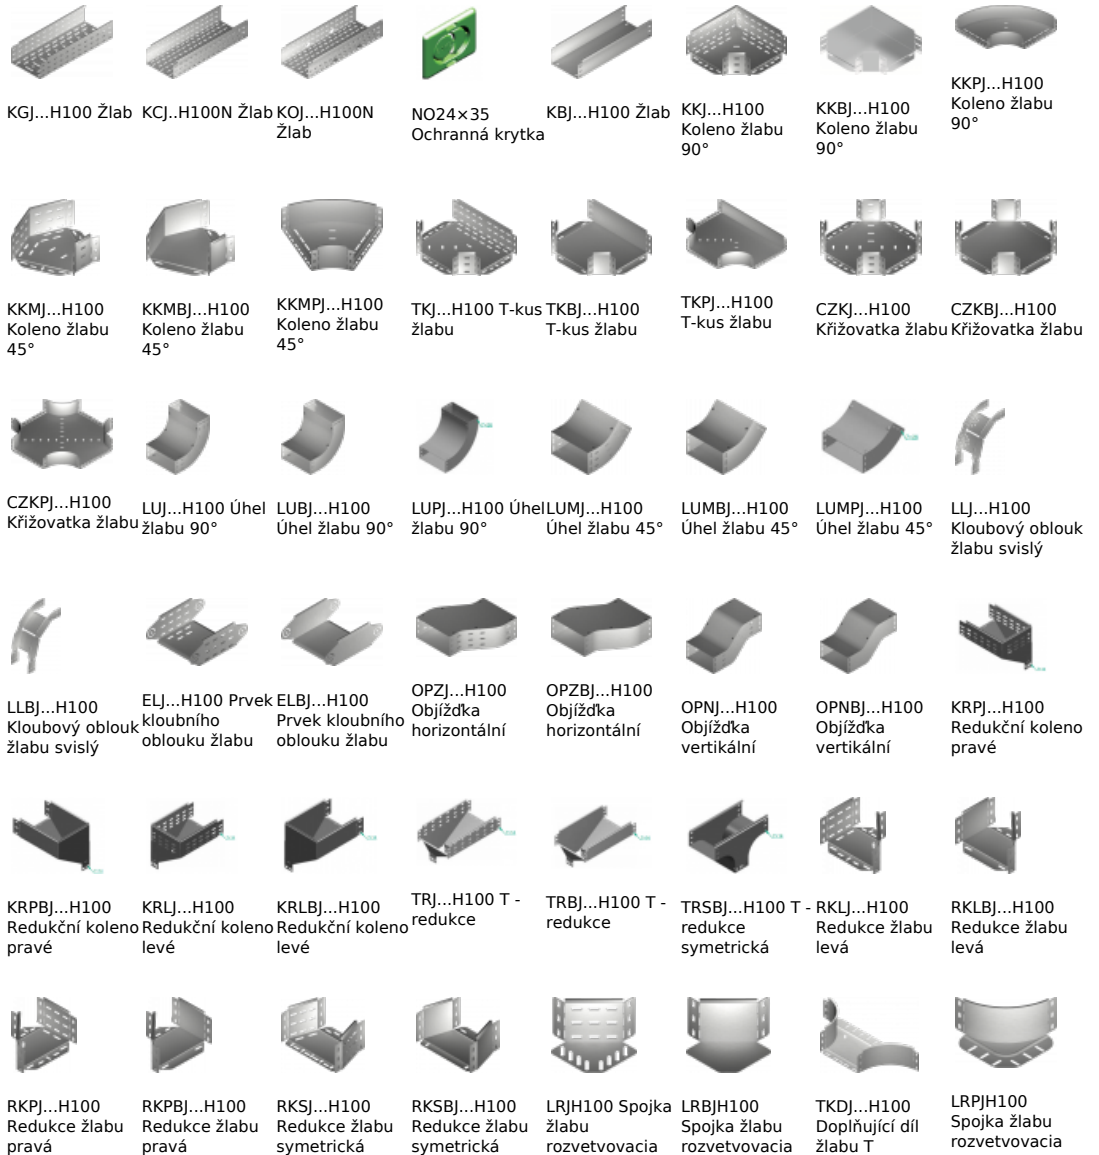 KGJ...H100 Žlab
KCJ..H100N Žlab
KOJ...H100N
Žlab
NO24×35
Ochranná krytka
KBJ...H100 Žlab
KKJ...H100
Koleno žlabu
90°
KKBJ...H100
Koleno žlabu
90°
KKPJ...H100
Koleno žlabu
90°
KKMJ...H100
Koleno žlabu
45°
KKMBJ...H100
Koleno žlabu
45°
KKMPJ...H100
Koleno žlabu
45°
TKJ...H100 T-kus
žlabu
TKBJ...H100
T-kus žlabu
TKPJ...H100
T-kus žlabu
CZKJ...H100
Křižovatka žlabu
CZKBJ...H100
Křižovatka žlabu
CZKPJ...H100
Křižovatka žlabu
LUJ...H100 Úhel
žlabu 90°
LUBJ...H100
Úhel žlabu 90°
LUPJ...H100 Úhel
žlabu 90°
LUMJ...H100
Úhel žlabu 45°
LUMBJ...H100
Úhel žlabu 45°
LUMPJ...H100
Úhel žlabu 45°
LLJ...H100
Kloubový oblouk
žlabu svislý
LLBJ...H100
Kloubový oblouk
žlabu svislý
ELJ...H100 Prvek
kloubního
oblouku žlabu
ELBJ...H100
Prvek kloubního
oblouku žlabu
OPZJ...H100
Objížďka
horizontální
OPZBJ...H100
Objížďka
horizontální
OPNJ...H100
Objížďka
vertikální
OPNBJ...H100
Objížďka
vertikální
KRPJ...H100
Redukční koleno
pravé
KRPBJ...H100
Redukční koleno
pravé
KRLJ...H100
Redukční koleno
levé
KRLBJ...H100
Redukční koleno
levé
TRJ...H100 T -
redukce
TRBJ...H100 T -
redukce
TRSBJ...H100 T -
redukce
symetrická
RKLJ...H100
Redukce žlabu
levá
RKLBJ...H100
Redukce žlabu
levá
RKPJ...H100
Redukce žlabu
pravá
RKPBJ...H100
Redukce žlabu
pravá
RKSJ...H100
Redukce žlabu
symetrická
RKSBJ...H100
Redukce žlabu
symetrická
LRJH100 Spojka
žlabu
rozvetvovacia
LRBJH100
Spojka žlabu
rozvetvovacia
TKDJ...H100
Doplňující díl
žlabu T
LRPJH100
Spojka žlabu
rozvetvovacia